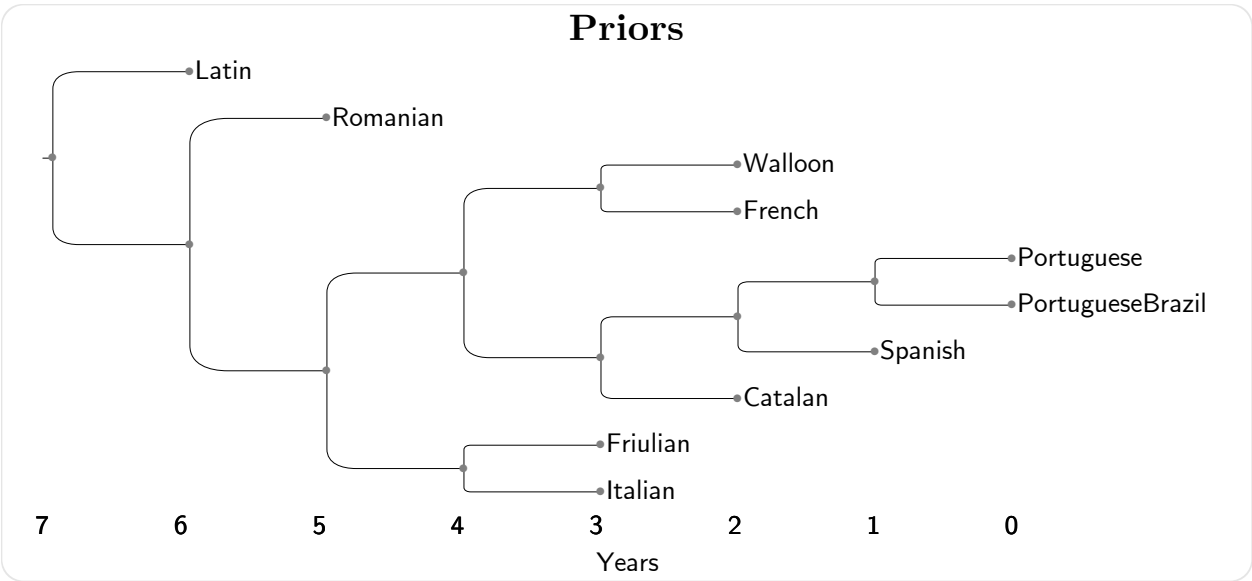 Priors
Latin
Romanian
Walloon
French
Portuguese
PortugueseBrazil
Spanish
Catalan
Friulian
Italian
7 6 5 4 3 2 1 0
Years